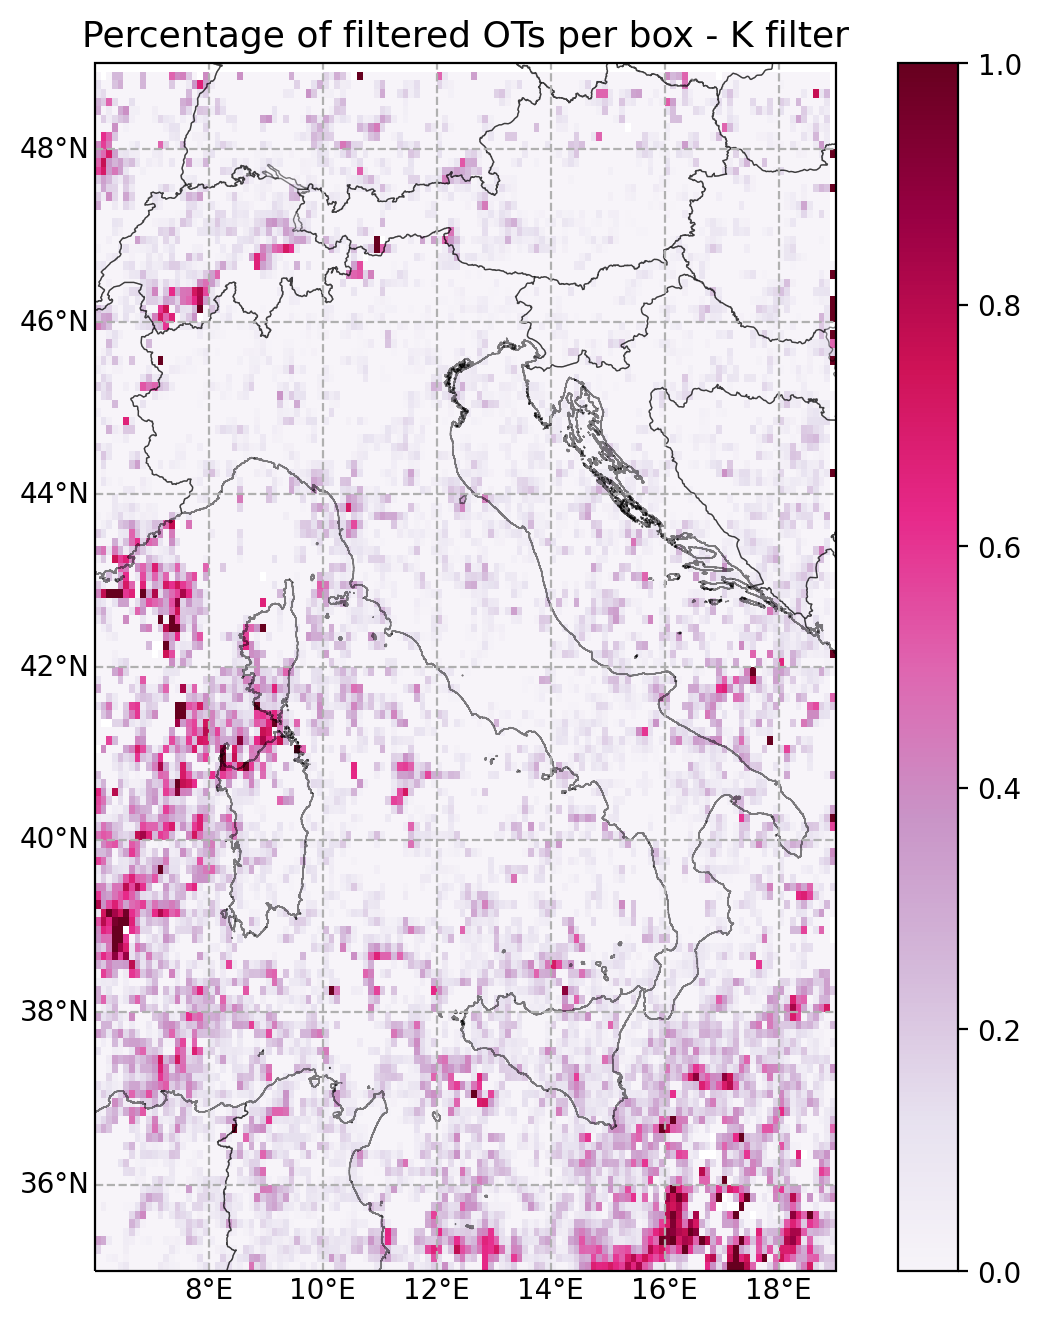 Percentage of filtered OTs per box - K filter
48°N
46°N
44°N
42°N
40°N
38°N
36°N
8°E 10°E 12°E 14°E 16°E 18°E
1.0
0.8
0.6
0.4
0.2
0.0